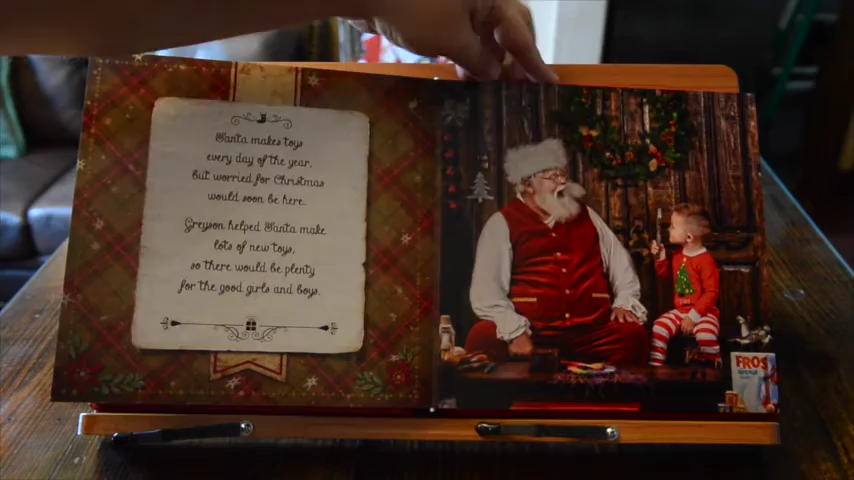 Santa makes toys
every day of the year,
but worried for Christmas
would soon be here.
Greyson helped Santa make
lots of new toys,
so there would be plenty
for the good girls and boys.
FROS